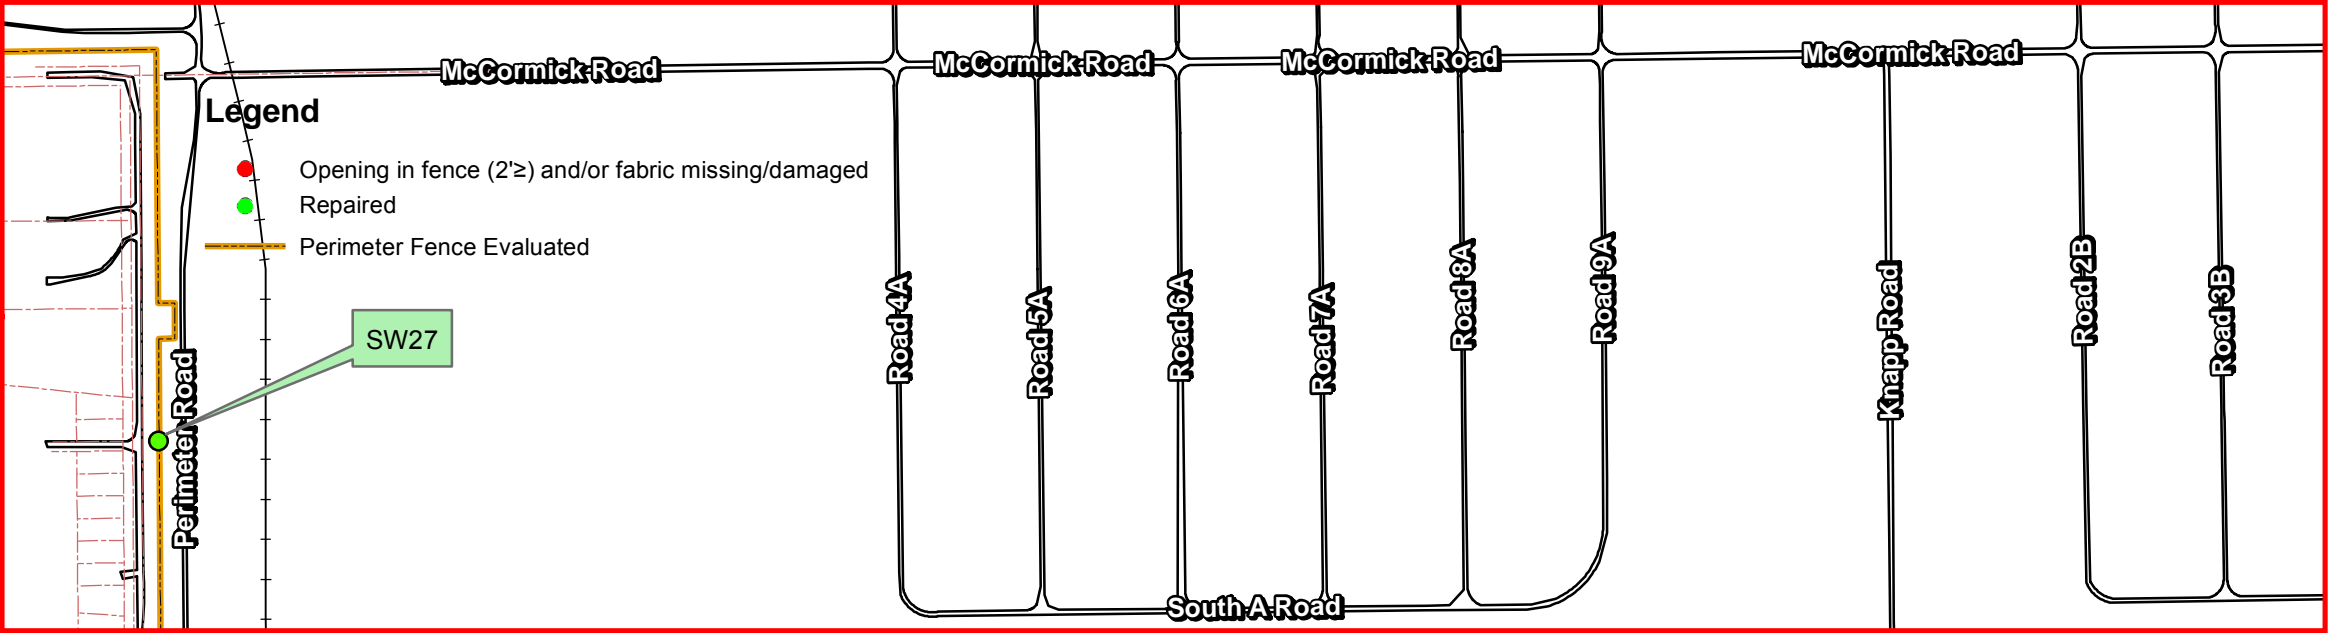 McCormick Road
McCormick Road
McCormick Road
McCormick Road
Legend
Opening in fence (2'≥) and/or fabric missing/damaged
Repaired
Perimeter Fence Evaluated
SW27
Perimeter Road
Road 4A
Road 5A
Road 6A
Road 7A
Road 8A
Road 9A
Knapp Road
Road 2B
Road 3B
South A Road